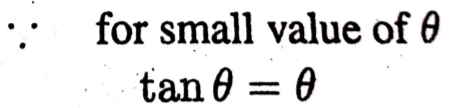 ∵ for small value of θ
tan θ = θ